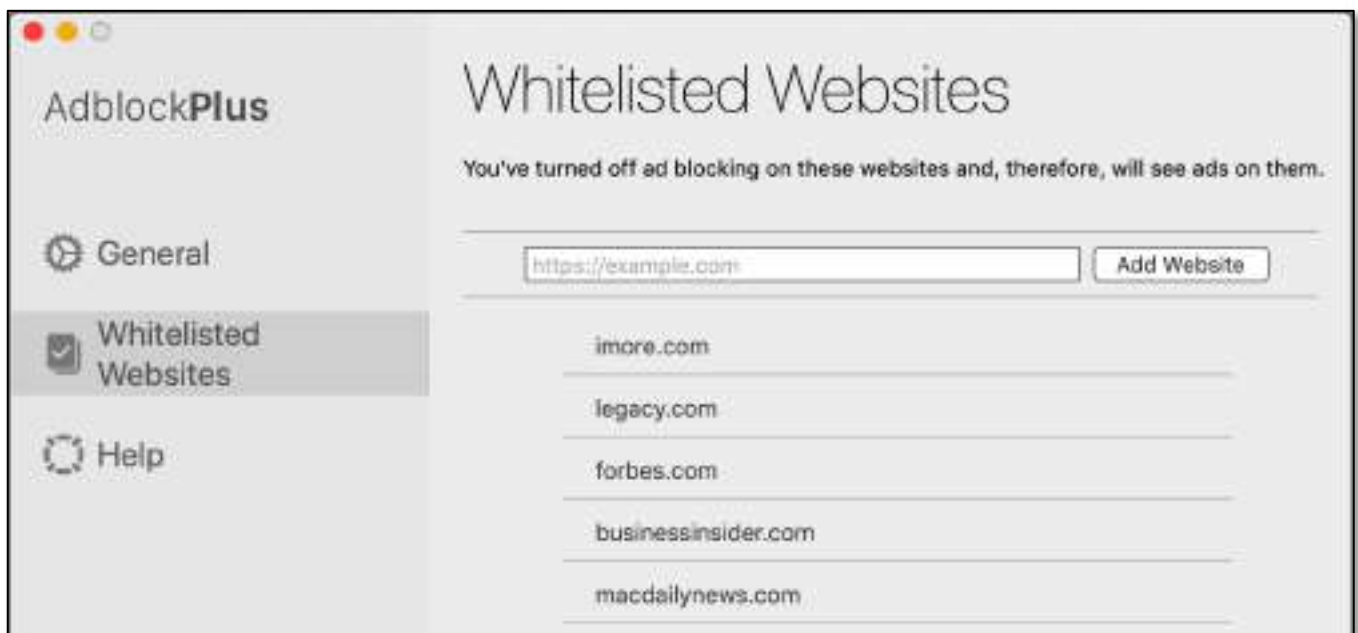 AdblockPlus
General
Whitelisted
Websites
Help
Whitelisted Websites
You've turned off ad blocking on these websites and, therefore, will see ads on them.
https://example.com
Add Website
imore.com
legacy.com
forbes.com
businessinsider.com
macdailynews.com